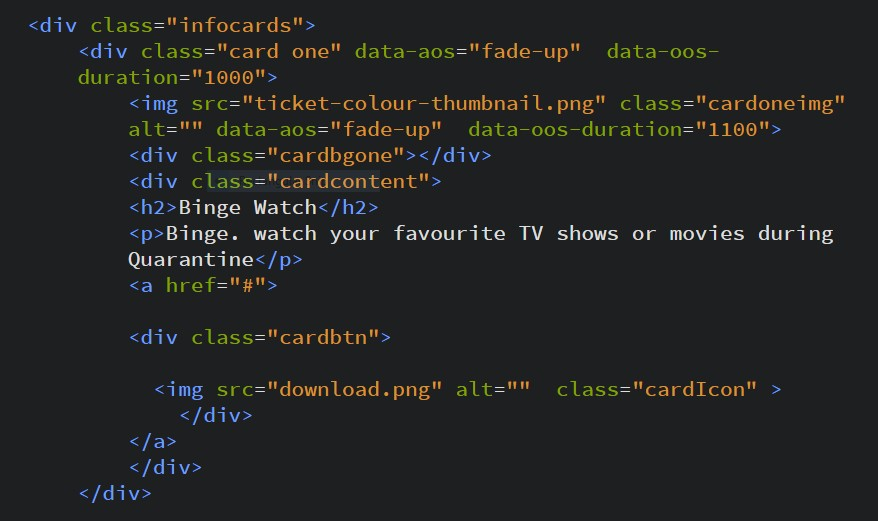 <div class="infocards">
<div class="card one" data-aos="fade-up"  data-oos-
duration="1000">
<img src="ticket-colour-thumbnail.png" class="cardoneimg"
alt="" data-aos="fade-up"  data-oos-duration="1100">
<div class="cardbgone"></div>
<div class="cardcontent">
<h2>Binge Watch</h2>
<p>Binge. watch your favourite TV shows or movies during
Quarantine</p>
<a href="#">
<div class="cardbtn">
<img src="download.png" alt=""  class="cardIcon" >
</div>
</a>
</div>
</div>